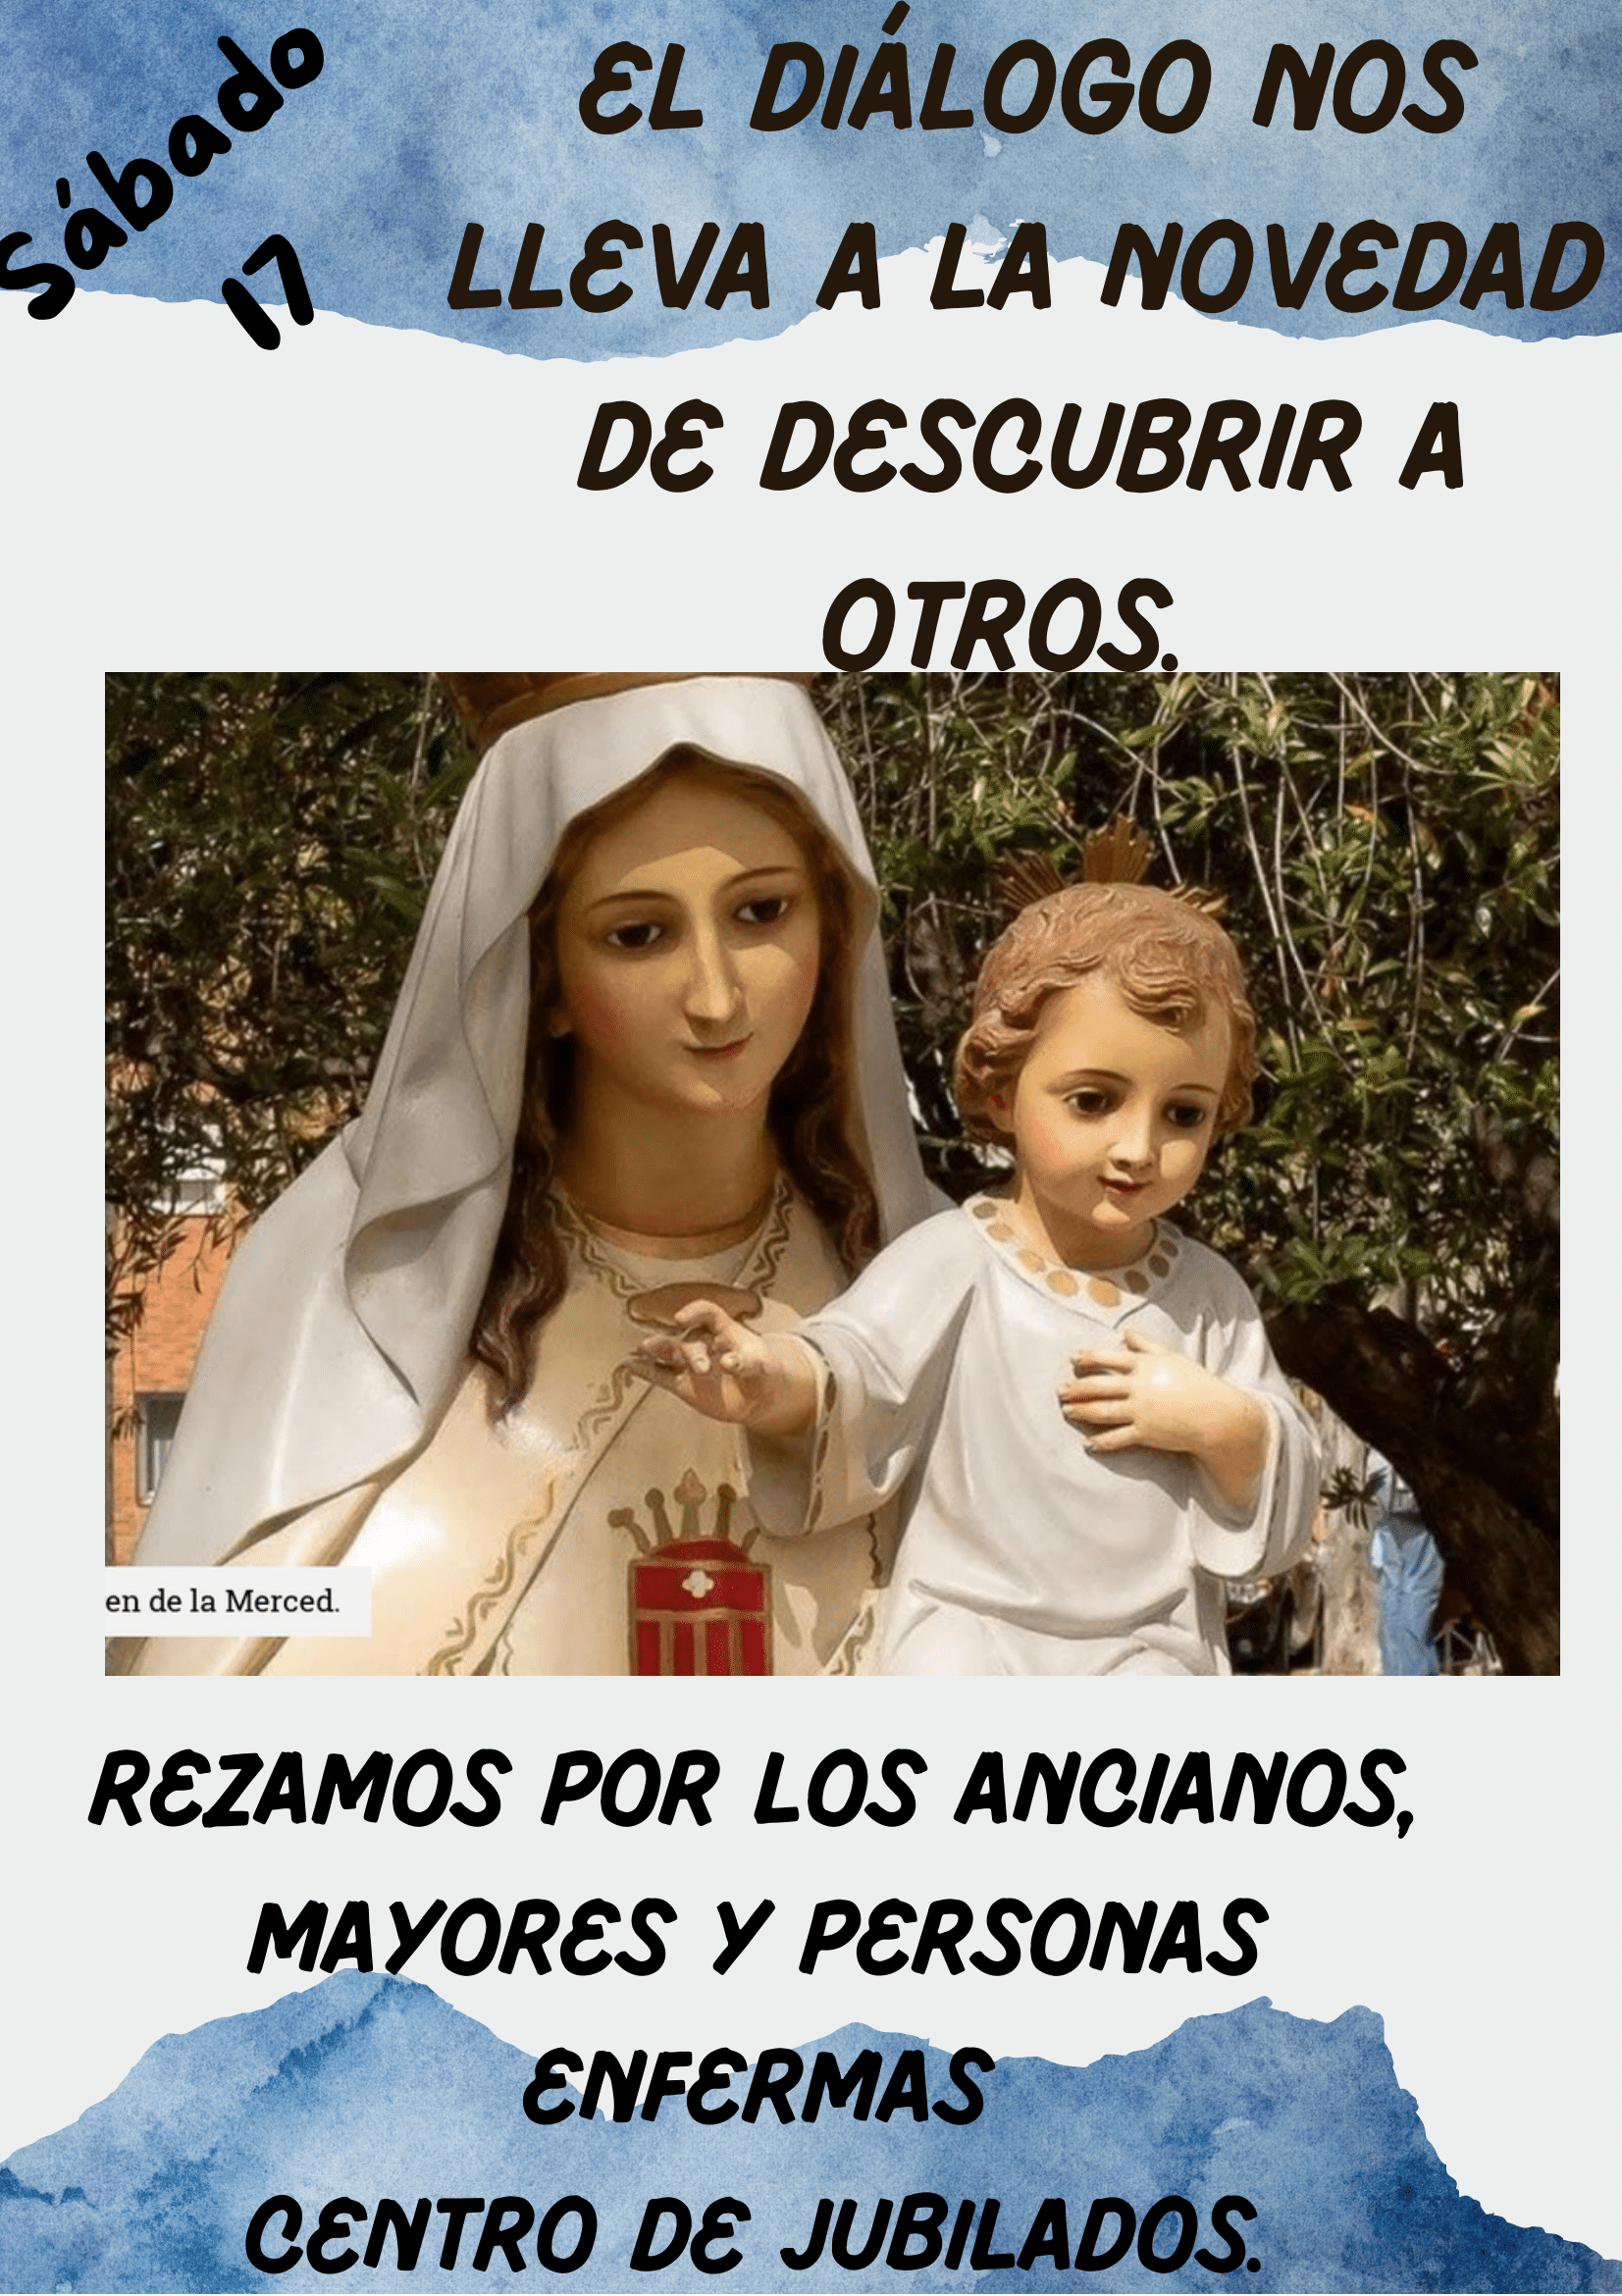 Sábado
17
EL DIÁLOGO NOS
LLEVA A LA NOVEDAD
DE DESCUBRIR A
OTROS.
en de la Merced.
REZAMOS POR LOS ANCIANOS,
MAYORES Y PERSONAS
ENFERMAS
CENTRO DE JUBILADOS.